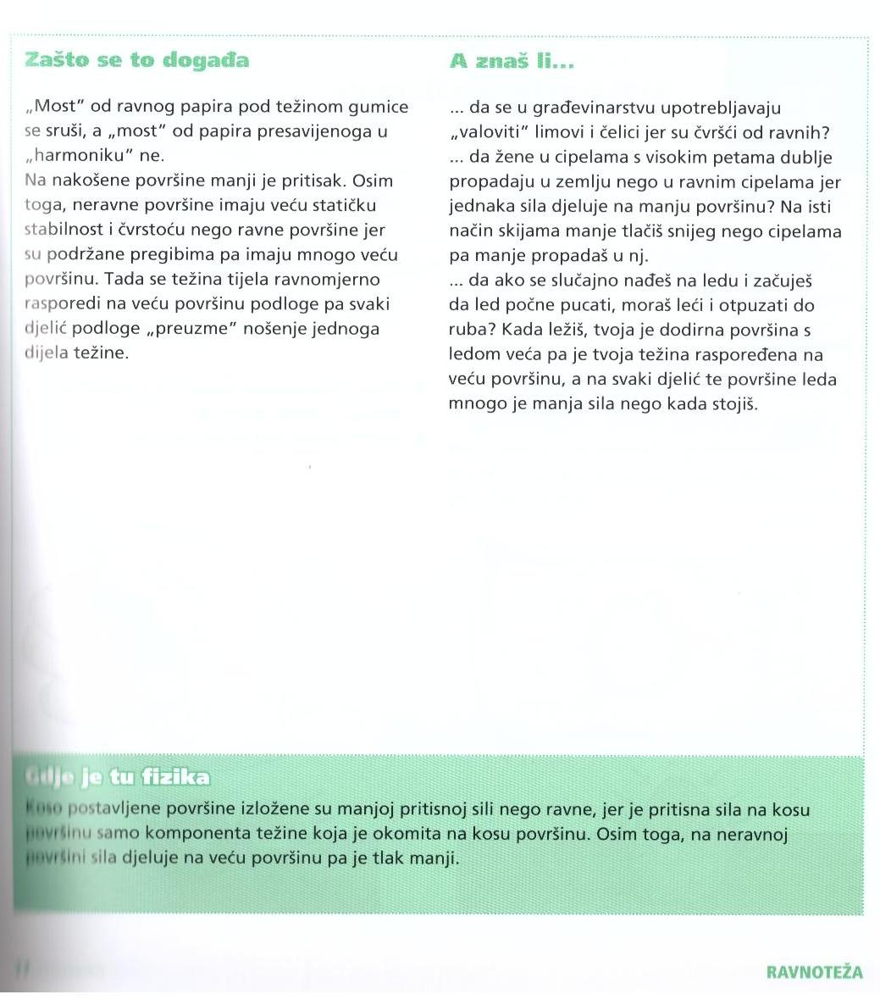 Zašto se to događa
„Most” od ravnog papira pod težinom gumice
se sruši, a „most” od papira presavijenoga u
„harmoniku” ne.
Na nakošene površine manji je pritisak. Osim
toga, neravne površine imaju veću statičku
stabilnost i čvrstoću nego ravne površine jer
su podržane pregibima pa imaju mnogo veću
površinu. Tada se težina tijela ravnomjerno
rasporedi na veću površinu podloge pa svaki
djelić podloge „preuzme” nošenje jednoga
dijela težine.
A znaš li...
... da se u građevinarstvu upotrebljavaju
„valoviti” limovi i čelici jer su čvršći od ravnih?
... da žene u cipelama s visokim petama dublje
propadaju u zemlju nego u ravnim cipelama jer
jednaka sila djeluje na manju površinu? Na isti
način skijama manje tlačiš snijeg nego cipelama
pa manje propadaš u nj.
... da ako se slučajno nađeš na ledu i začuješ
da led počne pucati, moraš leći i otpuzati do
ruba? Kada ležiš, tvoja je dodirna površina s
ledom veća pa je tvoja težina raspoređena na
veću površinu, a na svaki djelić te površine leda
mnogo je manja sila nego kada stojiš.
Gdje je tu fizika
Koso postavljene površine izložene su manjoj pritisnoj sili nego ravne, jer je pritisna sila na kosu
površinu samo komponenta težine koja je okomita na kosu površinu. Osim toga, na neravnoj
površini sila djeluje na veću površinu pa je tlak manji.
RAVNOTEŽA